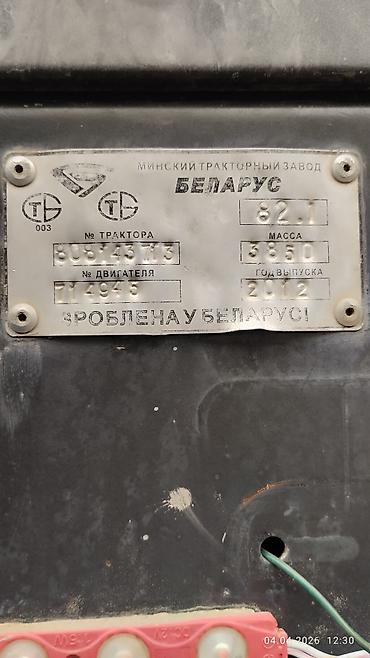 МИНСКИЙ ТРАКТОРНЫЙ ЗАВОД
БЕЛАРУС
82.1
003
№ ТРАКТОРА
МАССА
3850
№ ДВИГАТЕЛЯ
ГОД ВЫПУСКА
2012
ЗРОБЛЕНА У БЕЛАРУСІ
04.04.2026 12:30